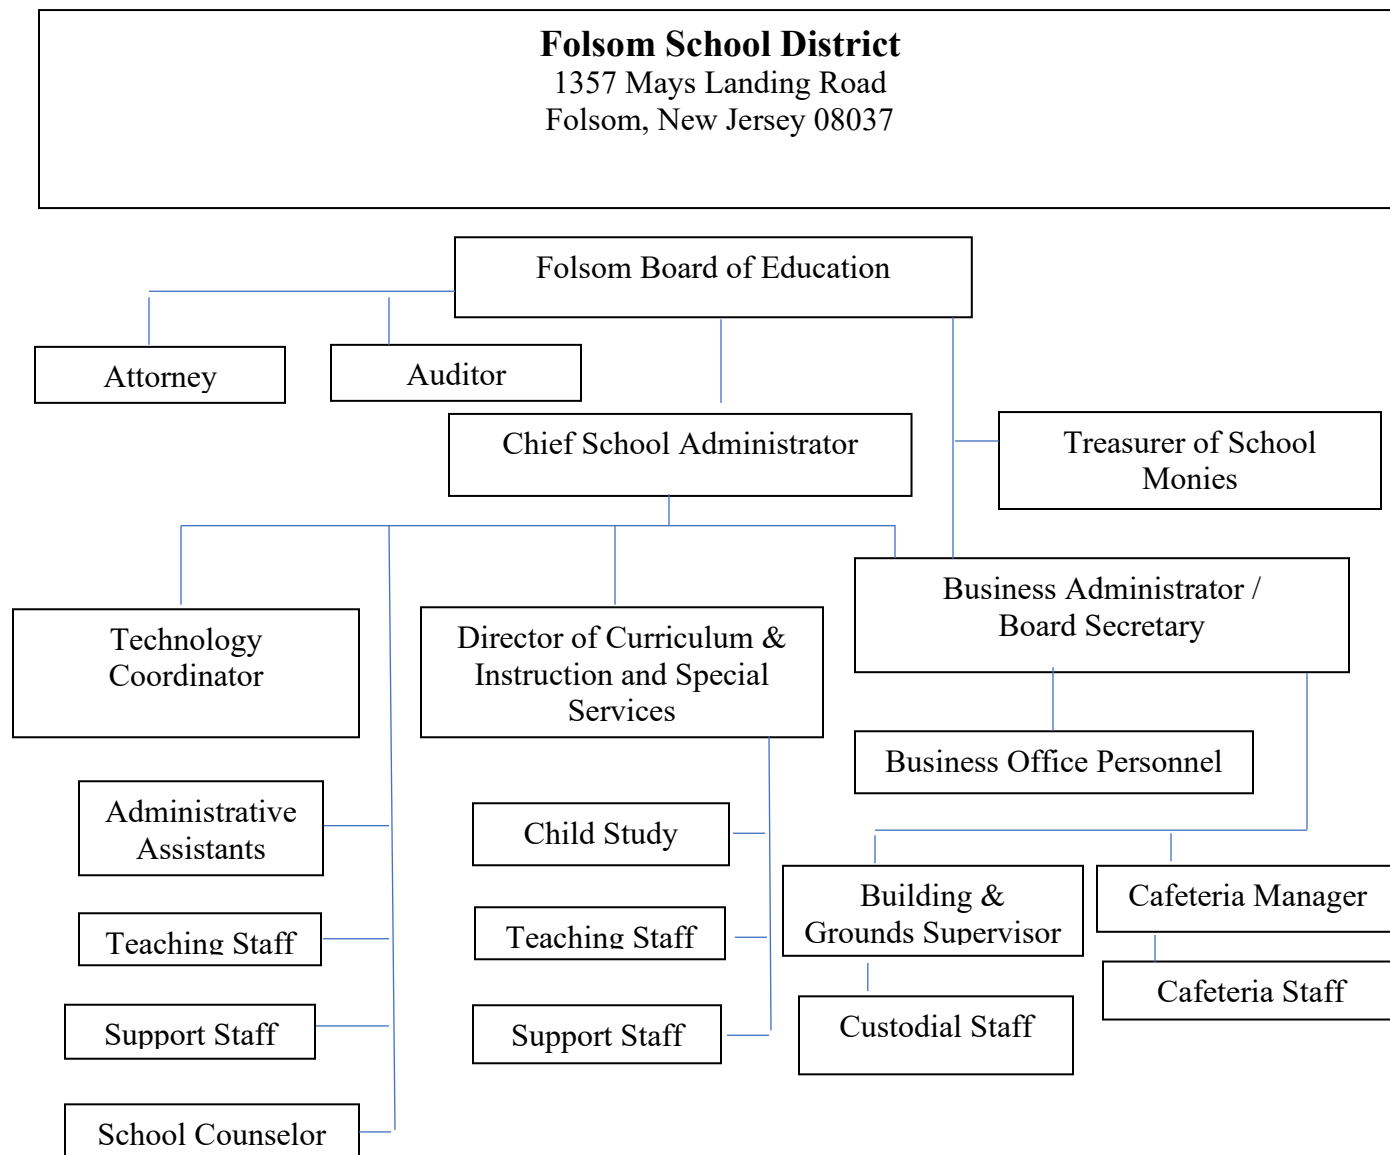 Folsom School District
1357 Mays Landing Road
Folsom, New Jersey 08037
Folsom Board of Education
Attorney
Auditor
Chief School Administrator
Treasurer of School
Monies
Technology
Coordinator
Director of Curriculum &
Instruction and Special
Services
Business Administrator /
Board Secretary
Business Office Personnel
Administrative
Assistants
Child Study
Building &
Grounds Supervisor
Cafeteria Manager
Teaching Staff
Teaching Staff
Cafeteria Staff
Support Staff
Support Staff
Custodial Staff
School Counselor